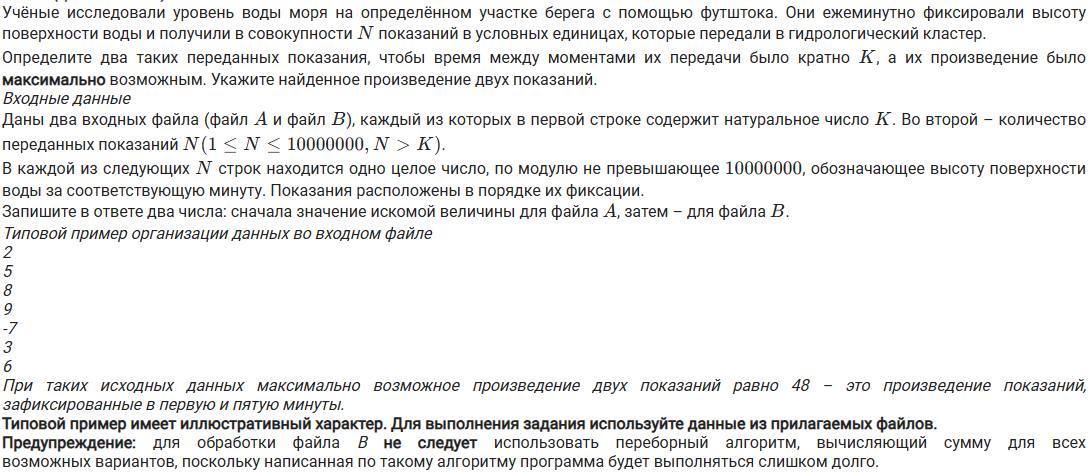 Учёные исследовали уровень воды моря на определённом участке берега с помощью футштока. Они ежеминутно фиксировали высоту
поверхности воды и получили в совокупности N показаний в условных единицах, которые передали в гидрологический кластер.
Определите два таких переданных показания, чтобы время между моментами их передачи было кратно K, а их произведение было
максимально возможным. Укажите найденное произведение двух показаний.
Входные данные
Даны два входных файла (файл A и файл B), каждый из которых в первой строке содержит натуральное число K. Во второй – количество
переданных показаний N(1 ≤ N ≤ 10000000, N > K).
В каждой из следующих N строк находится одно целое число, по модулю не превышающее 10000000, обозначающее высоту поверхности
воды за соответствующую минуту. Показания расположены в порядке их фиксации.
Запишите в ответе два числа: сначала значение искомой величины для файла A, затем – для файла B.
Типовой пример организации данных во входном файле
2
5
8
9
-7
3
6
При таких исходных данных максимально возможное произведение двух показаний равно 48 – это произведение показаний,
зафиксированные в первую и пятую минуты.
Типовой пример имеет иллюстративный характер. Для выполнения задания используйте данные из прилагаемых файлов.
Предупреждение: для обработки файла B не следует использовать переборный алгоритм, вычисляющий сумму для всех
возможных вариантов, поскольку написанная по такому алгоритму программа будет выполняться слишком долго.